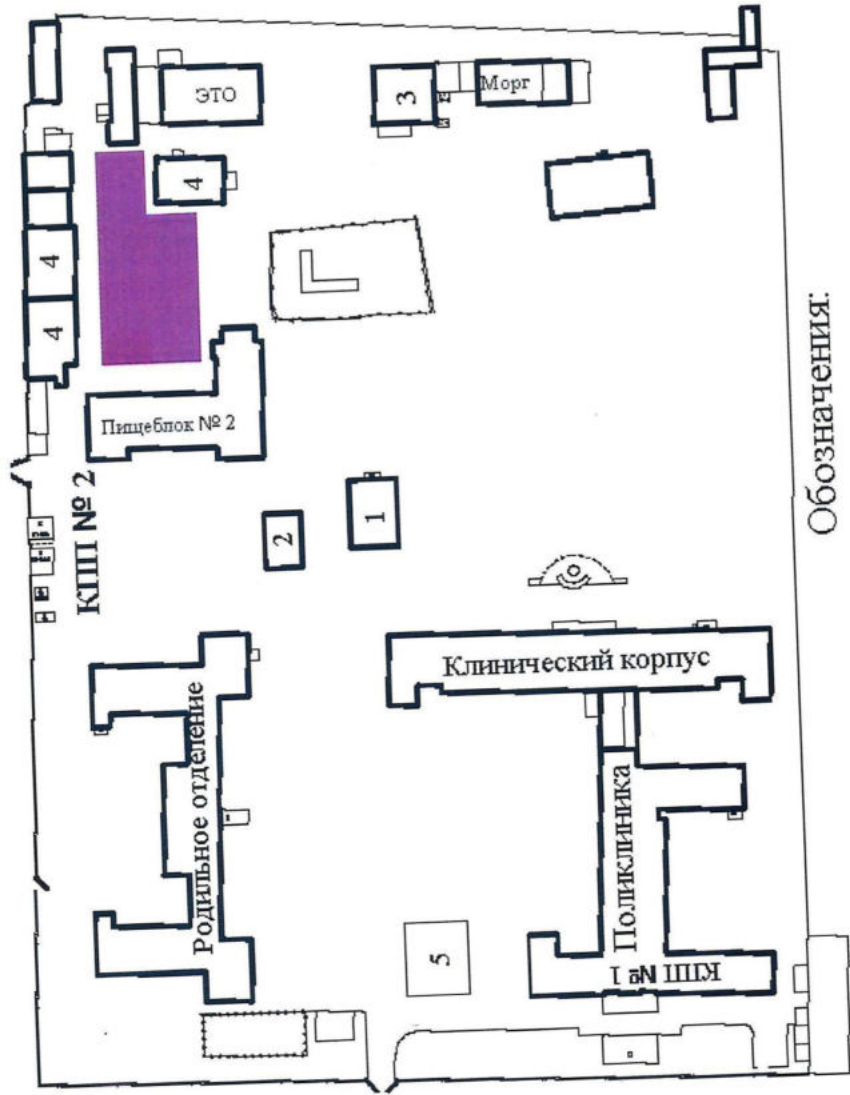 ЭТО
3
Морг
4
4
4
Пищеблок № 2
КПП № 2
2
1
Клинический корпус
Родильное отделение
Поликлиника
5
КПП № 1
Обозначения: